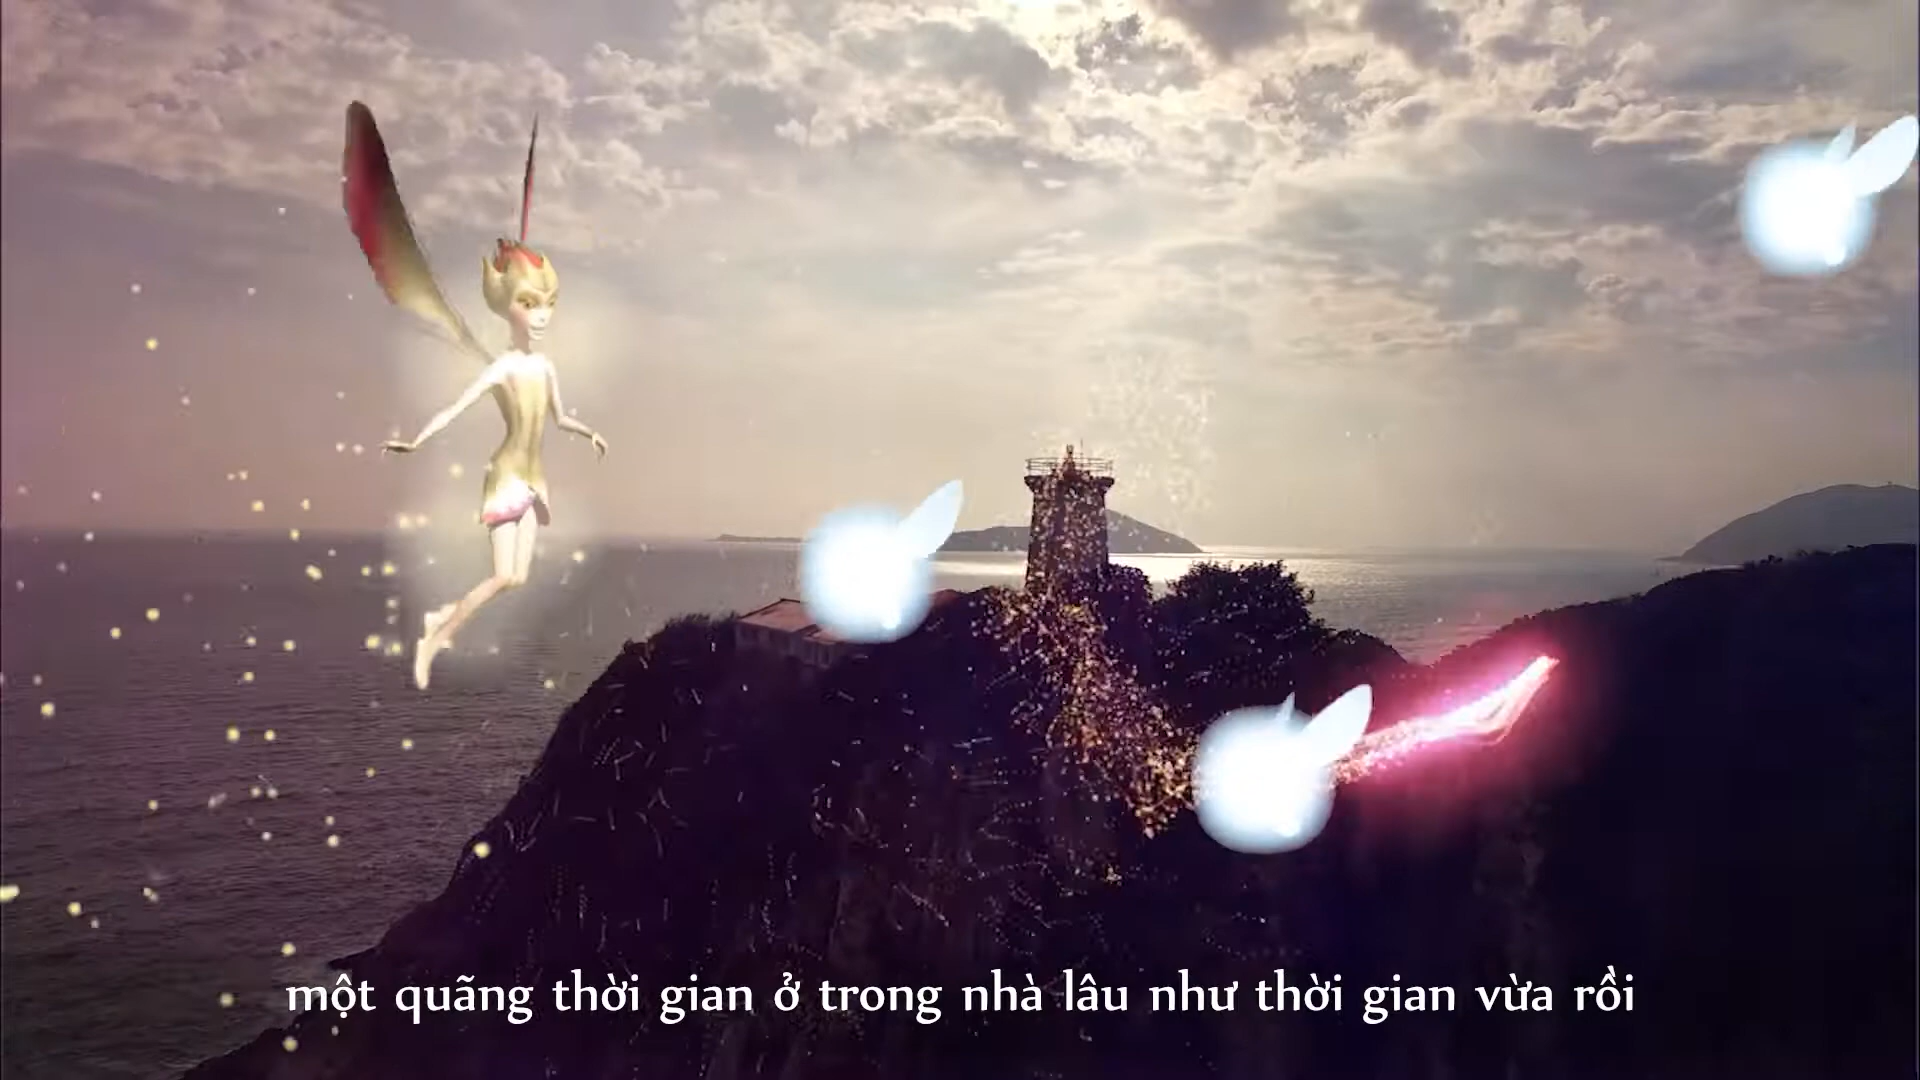 một quãng thời gian ở trong nhà lâu như thời gian vừa rồi